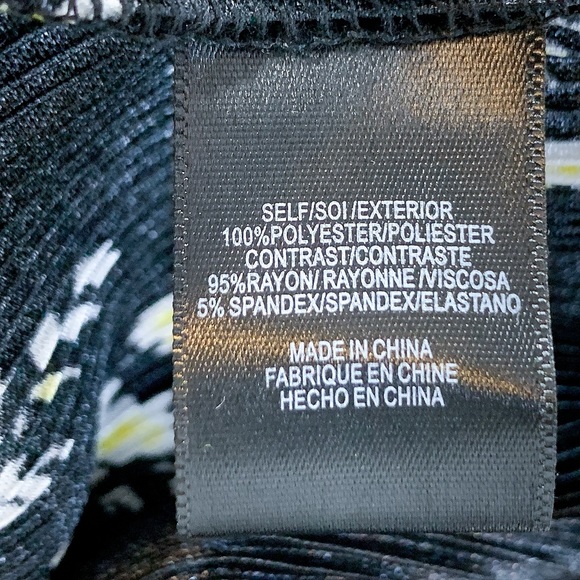 SELF/SOI/EXTERIOR
100%POLYESTER/POLIÉSTER
CONTRAST/CONTRASTE
95%RAYON/RAYONNE/VISCOSA
5% SPANDEX/SPANDEX/ELASTANO
MADE IN CHINA
FABRIQUE EN CHINE
HECHO EN CHINA